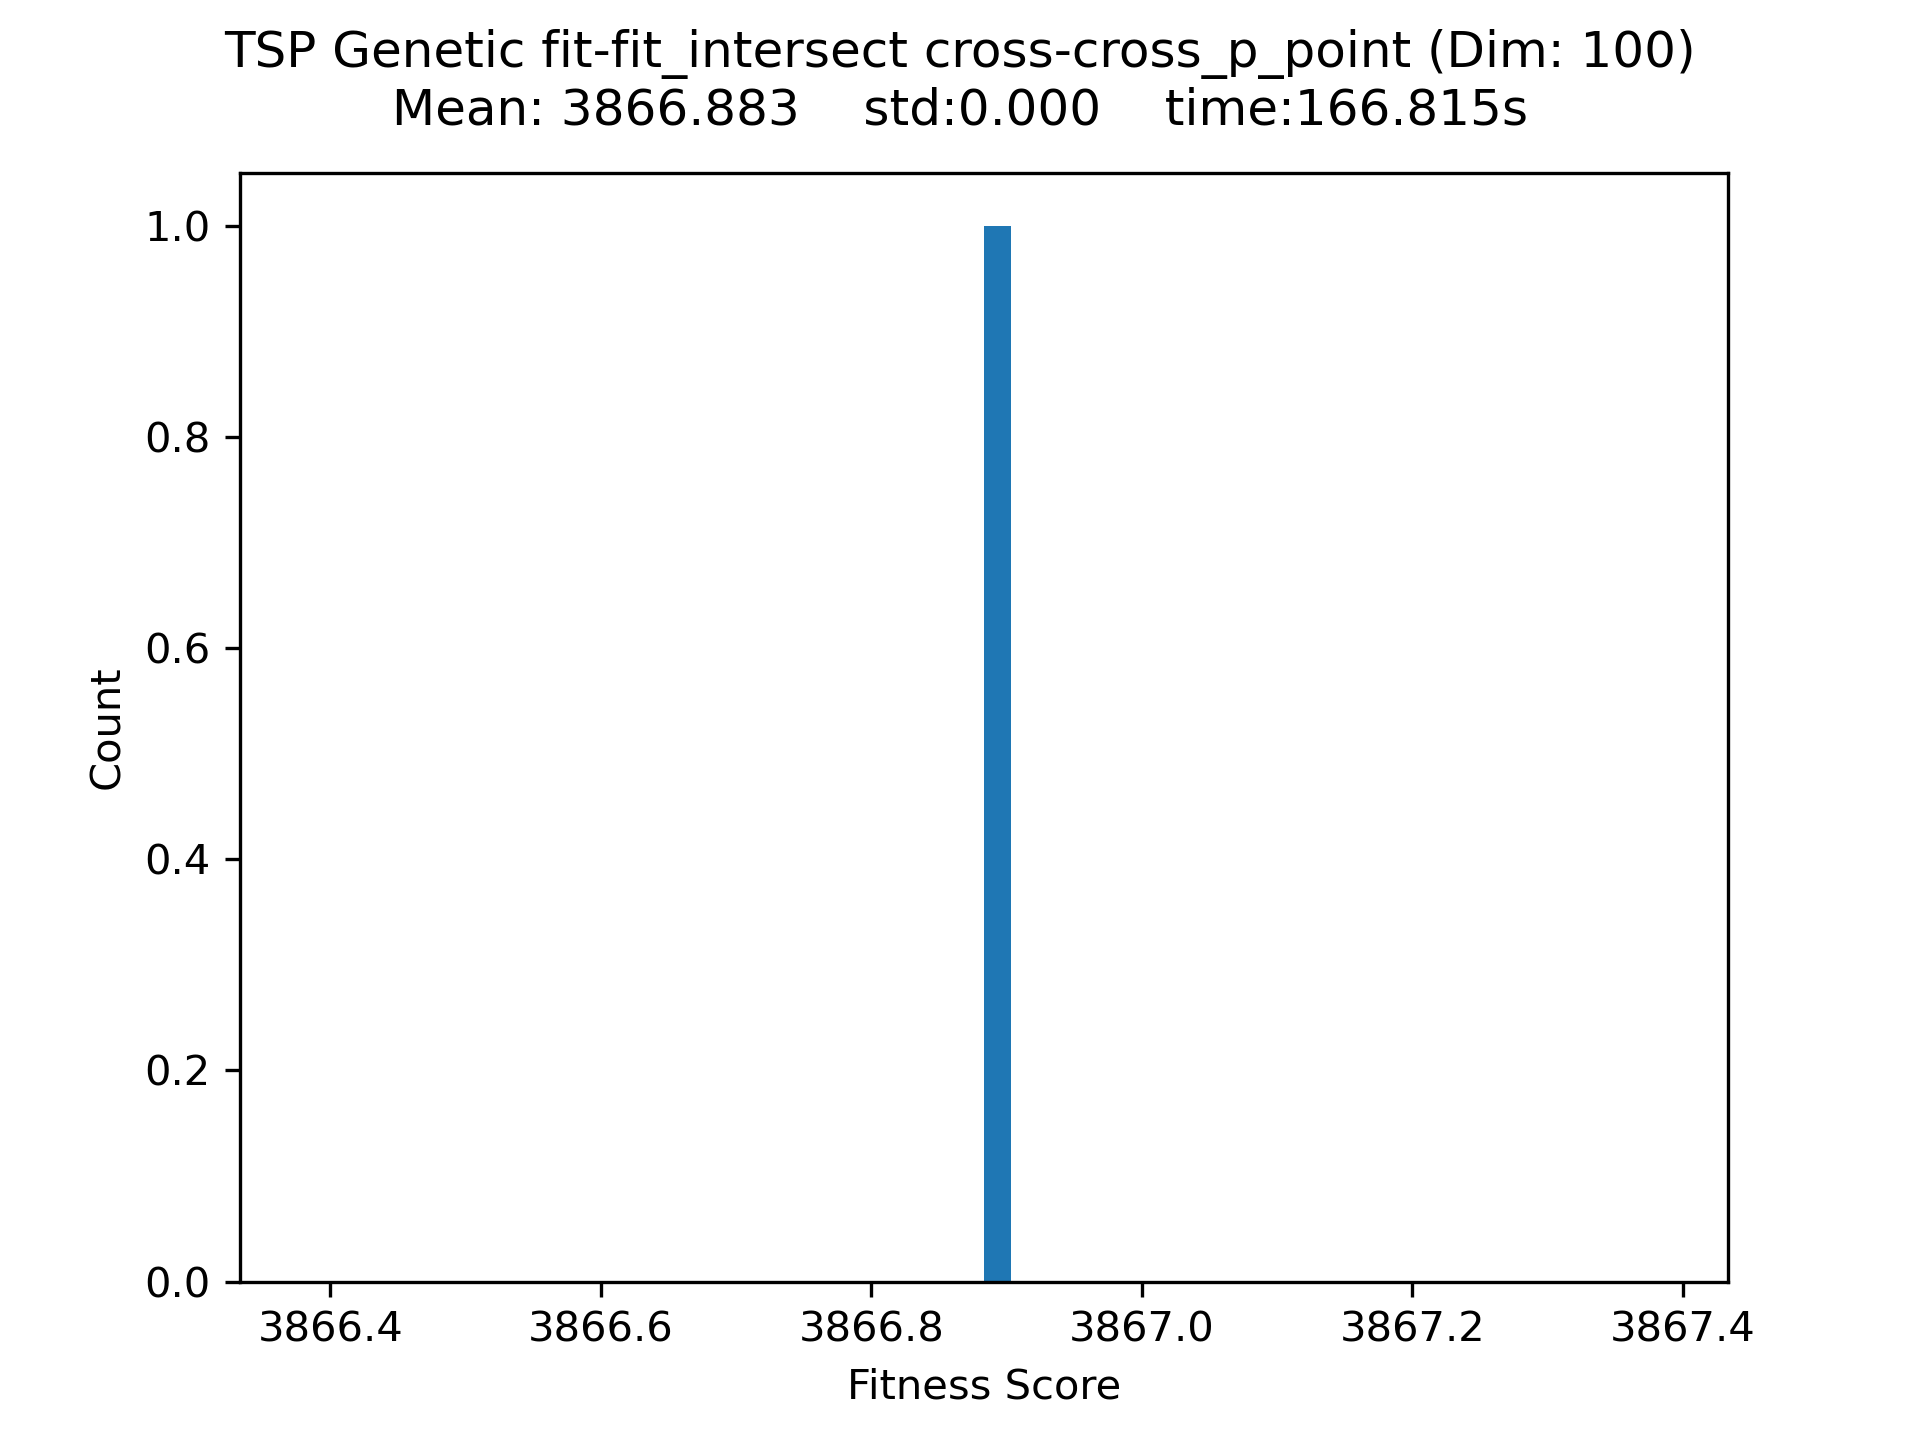 TSP Genetic fit-fit_intersect cross-cross_p_point (Dim: 100)
Mean: 3866.883    std:0.000    time:166.815s
1.0
0.8
0.6
0.4
0.2
0.0
Count
3866.4 3866.6 3866.8 3867.0 3867.2 3867.4
Fitness Score